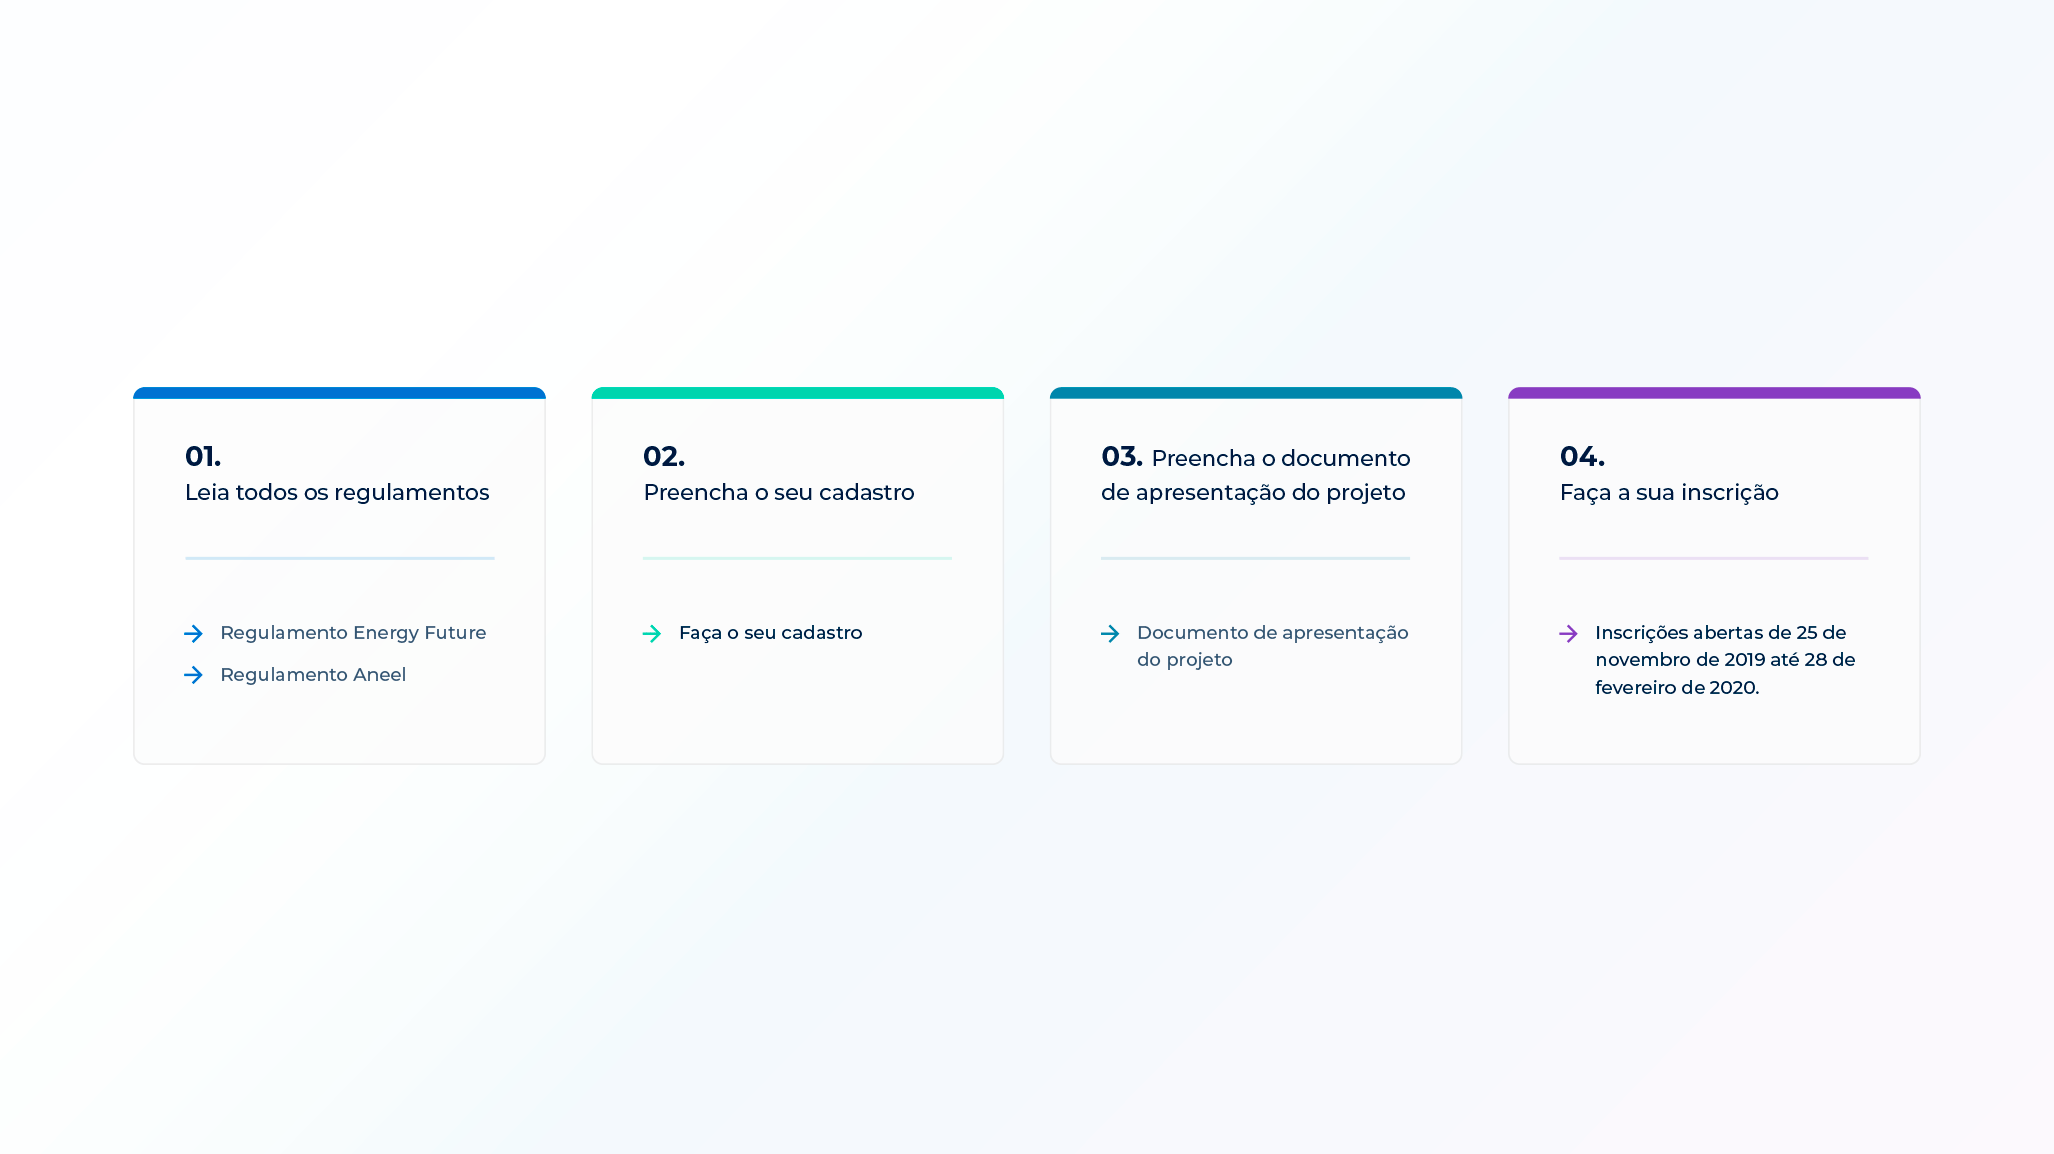 01.
Leia todos os regulamentos
Regulamento Energy Future
Regulamento Aneel
02.
Preencha o seu cadastro
Faça o seu cadastro
03. Preencha o documento
de apresentação do projeto
Documento de apresentação
do projeto
04.
Faça a sua inscrição
Inscrições abertas de 25 de
novembro de 2019 até 28 de
fevereiro de 2020.